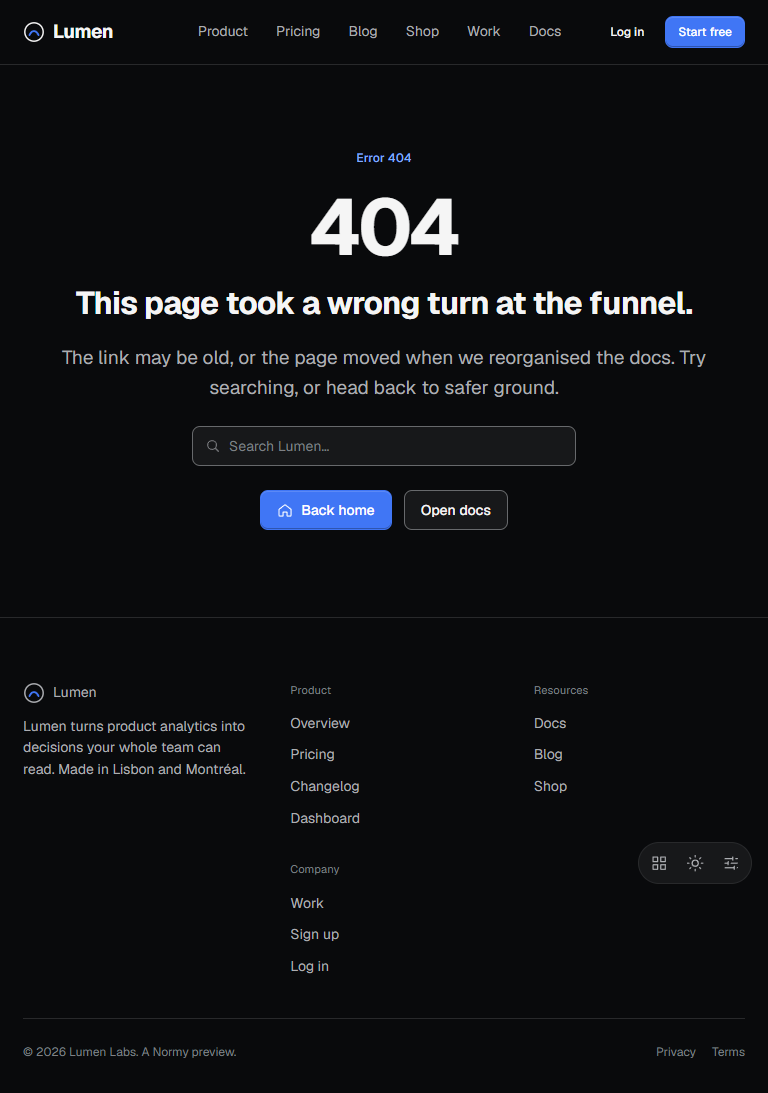 Lumen
Product
Pricing
Blog
Shop
Work
Docs
Log in
Start free
Error 404
404
This page took a wrong turn at the funnel.
The link may be old, or the page moved when we reorganised the docs. Try
searching, or head back to safer ground.
Search Lumen…
Back home
Open docs
Lumen
Lumen turns product analytics into
decisions your whole team can
read. Made in Lisbon and Montréal.
Product
Overview
Pricing
Changelog
Dashboard
Resources
Docs
Blog
Shop
Company
Work
Sign up
Log in
© 2026 Lumen Labs. A Normy preview.
Privacy
Terms